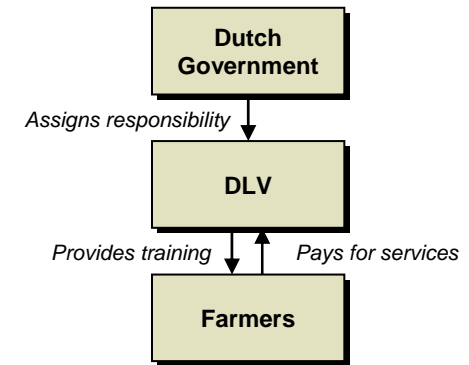 Dutch
Government
Assigns responsibility
DLV
Provides training
Pays for services
Farmers